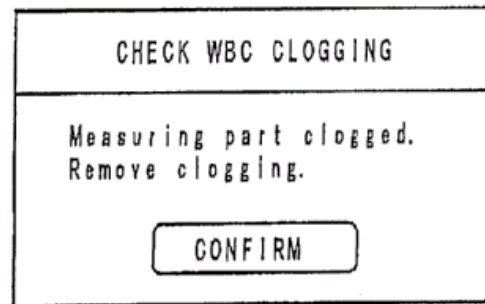 CHECK WBC CLOGGING
Measuring part clogged.
Remove clogging.
CONFIRM